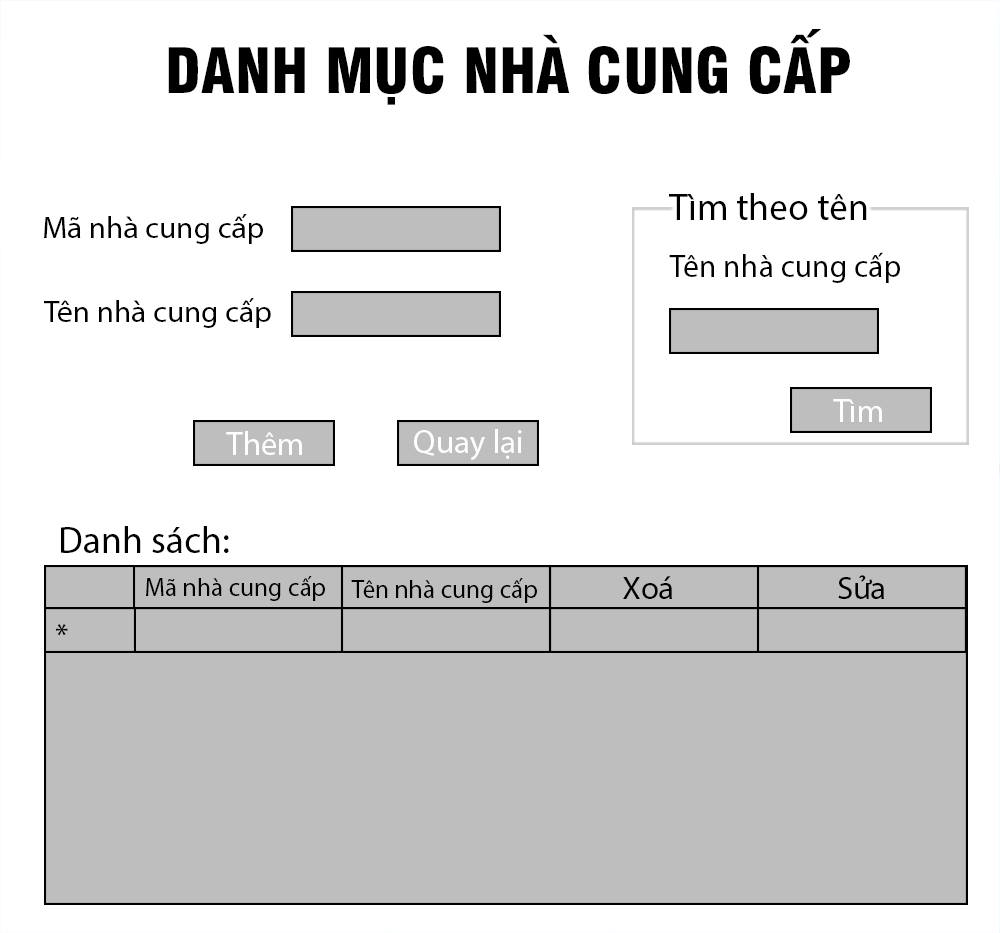 DANH MỤC NHÀ CUNG CẤP
Mã nhà cung cấp
Tên nhà cung cấp
Thêm
Quay lại
Tìm theo tên
Tên nhà cung cấp
Tìm
Danh sách:
Mã nhà cung cấp
Tên nhà cung cấp
Xoá
Sửa
*